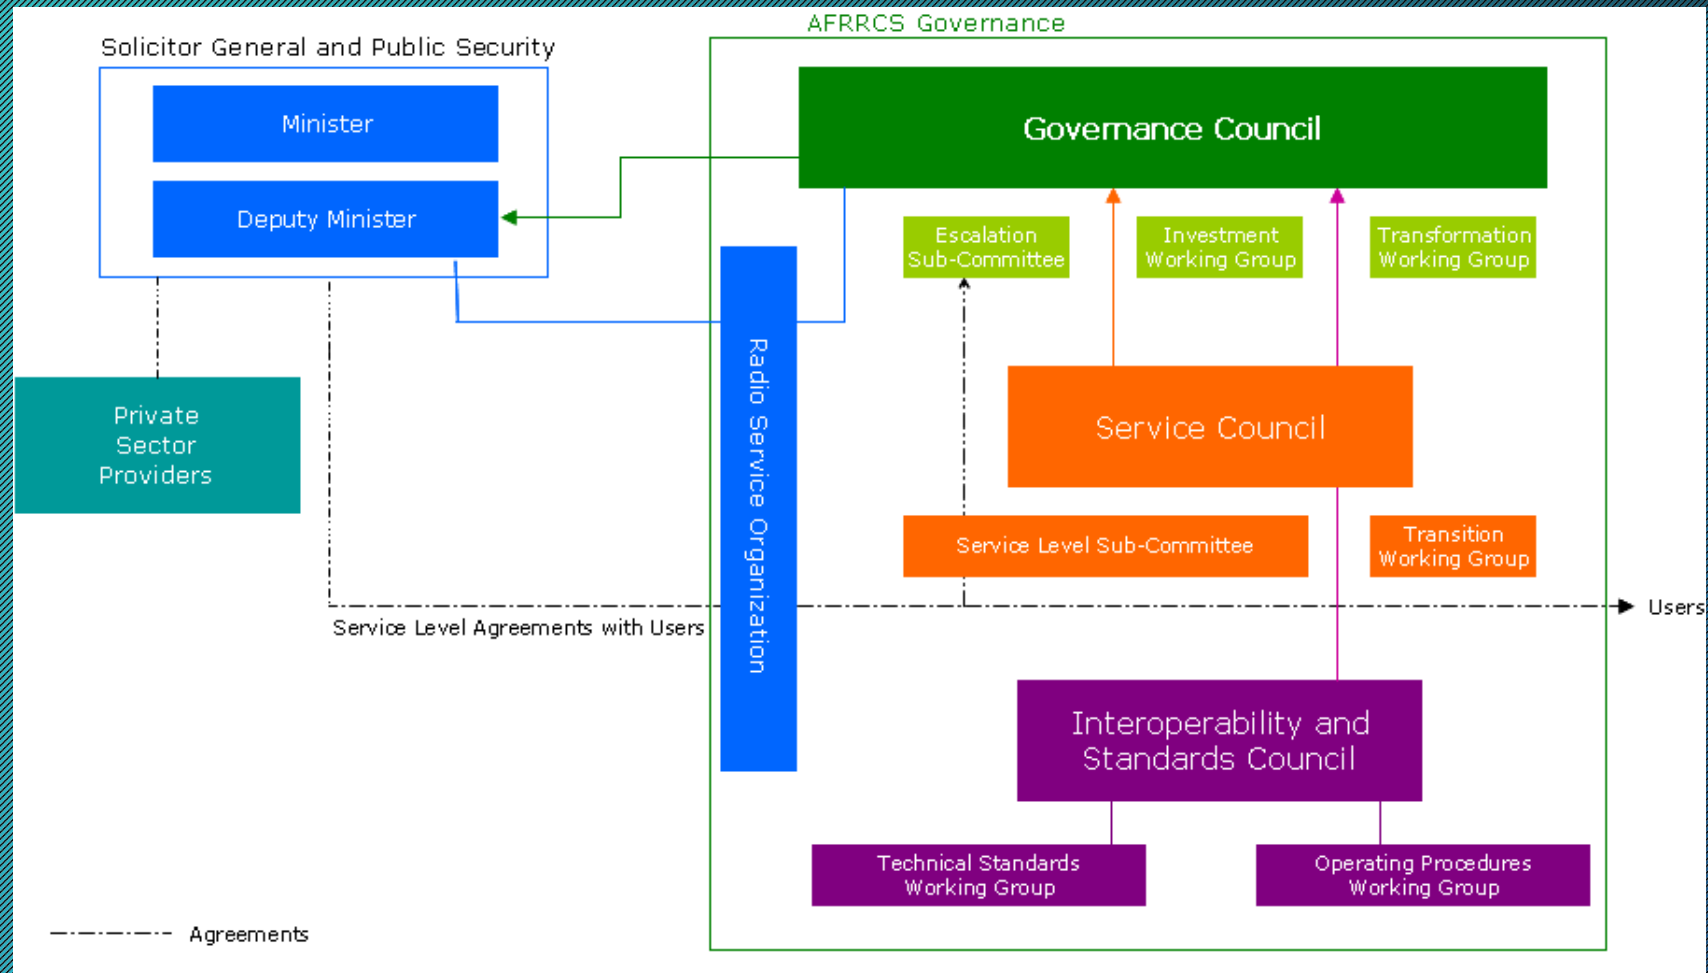 AFRRCS Governance
Solicitor General and Public Security
Minister
Deputy Minister
Governance Council
Escalation
Sub-Committee
Investment
Working Group
Transformation
Working Group
Private
Sector
Providers
Radio Service Organization
Service Council
Service Level Sub-Committee
Transition
Working Group
Users
Service Level Agreements with Users
Interoperability and
Standards Council
Technical Standards
Working Group
Operating Procedures
Working Group
Agreements